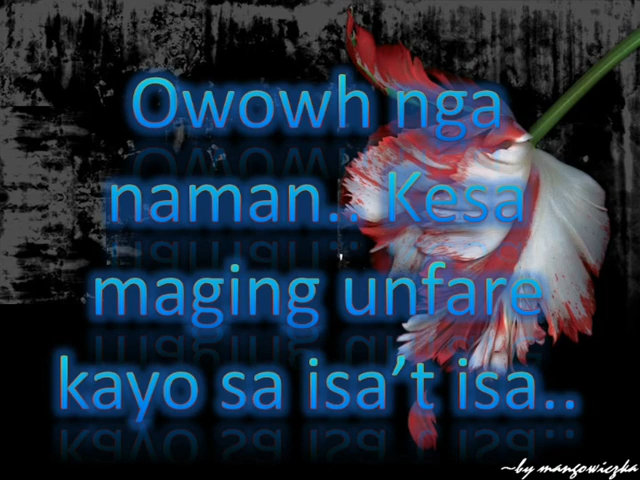 Owowh nga
naman.. Kesa
maging unfare
kayo sa isa’t isa..
~by mangowiczka